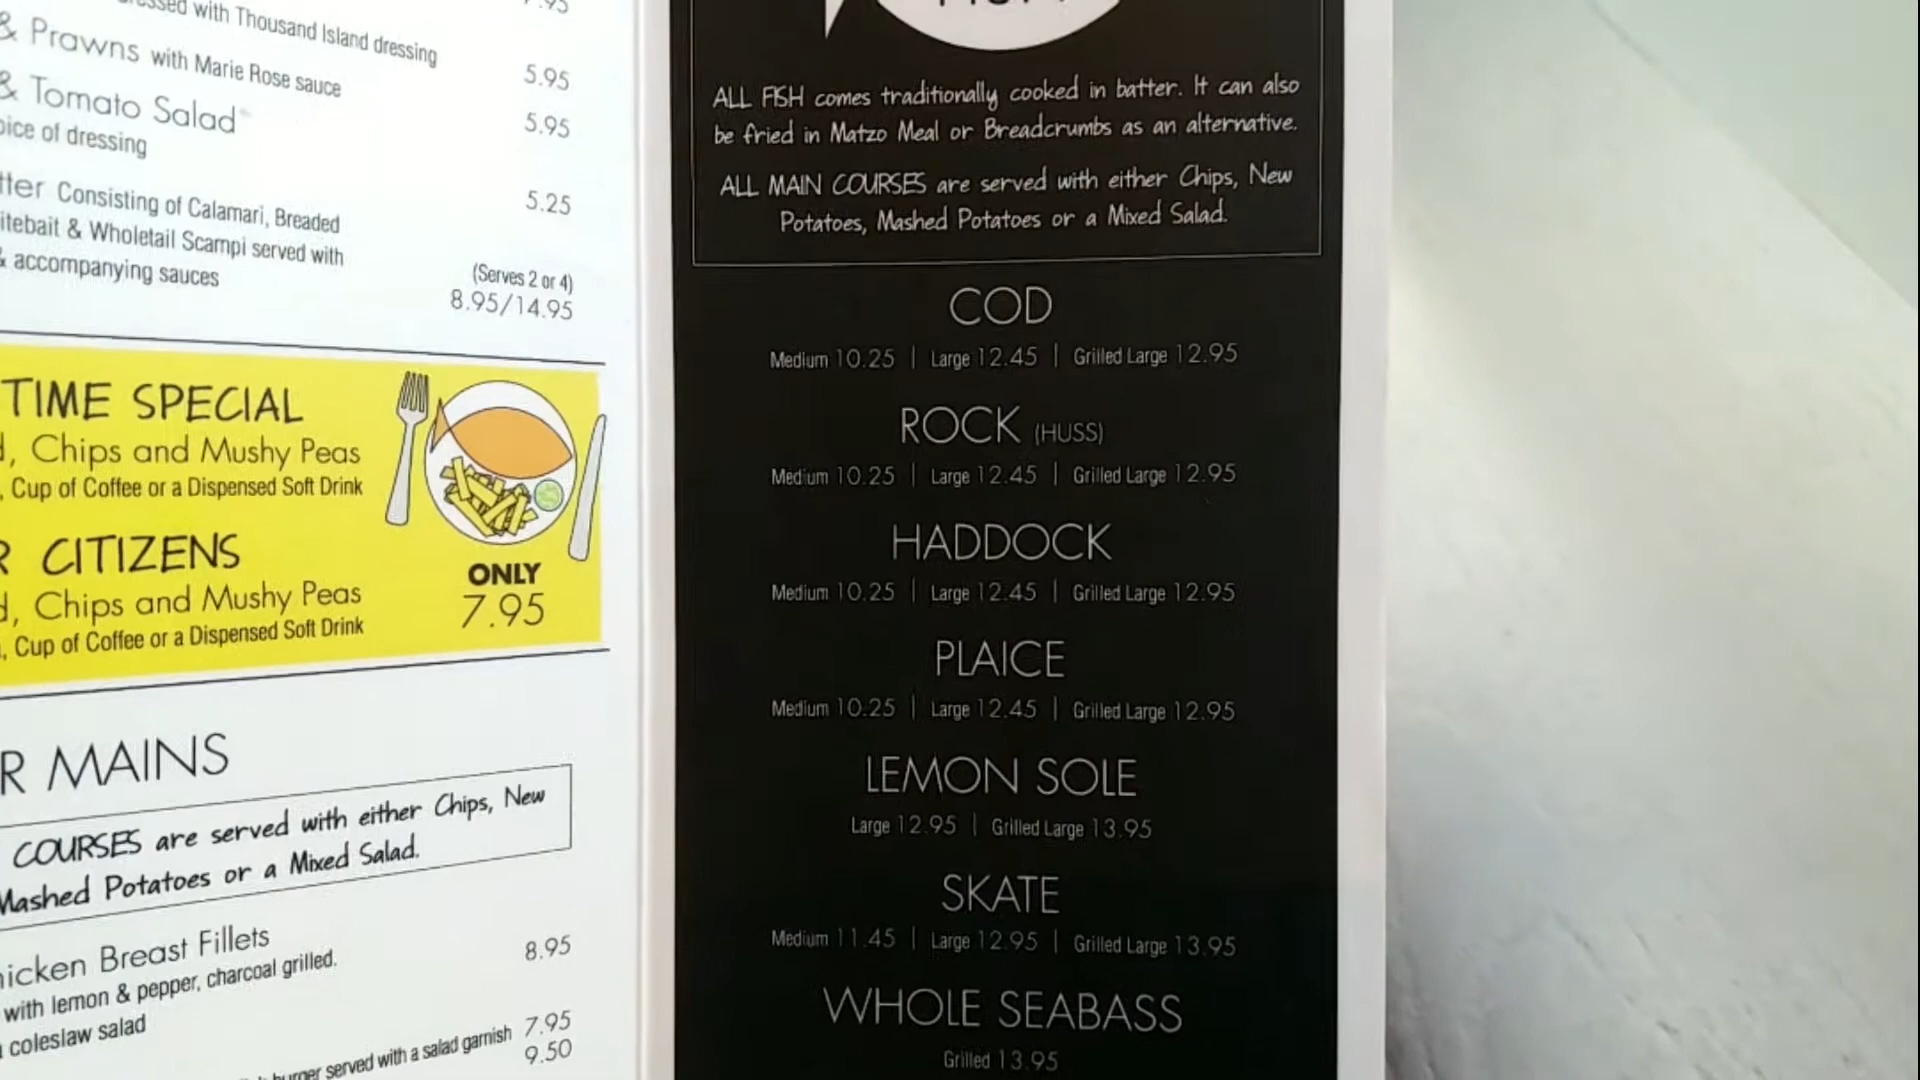 with Thousand Island dressing
& Prawns with Marie Rose sauce 5.95
& Tomato Salad 5.95
of dressing
Consisting of Calamari, Breaded 5.25
& Wholetail Scampi served with
& accompanying sauces (Serves 2 or 4)
8.95/14.95
TIME SPECIAL
Chips and Mushy Peas
Cup of Coffee or a Dispensed Soft Drink
CITIZENS
Chips and Mushy Peas
Cup of Coffee or a Dispensed Soft Drink
ONLY
7.95
MAINS
COURSES are served with either Chips, New
Mashed Potatoes or a Mixed Salad.
Breast Fillets 8.95
with lemon & pepper, charcoal grilled.
coleslaw salad
burger served with a salad garnish 7.95
9.50
ALL FISH comes traditionally cooked in batter. It can also
be fried in Matzo Meal or Breadcrumbs as an alternative.
ALL MAIN COURSES are served with either Chips, New
Potatoes, Mashed Potatoes or a Mixed Salad.
COD
Medium 10.25 | Large 12.45 | Grilled Large 12.95
ROCK (HUSS)
Medium 10.25 | Large 12.45 | Grilled Large 12.95
HADDOCK
Medium 10.25 | Large 12.45 | Grilled Large 12.95
PLAICE
Medium 10.25 | Large 12.45 | Grilled Large 12.95
LEMON SOLE
Large 12.95 | Grilled Large 13.95
SKATE
Medium 11.45 | Large 12.95 | Grilled Large 13.95
WHOLE SEABASS
Grilled 13.95